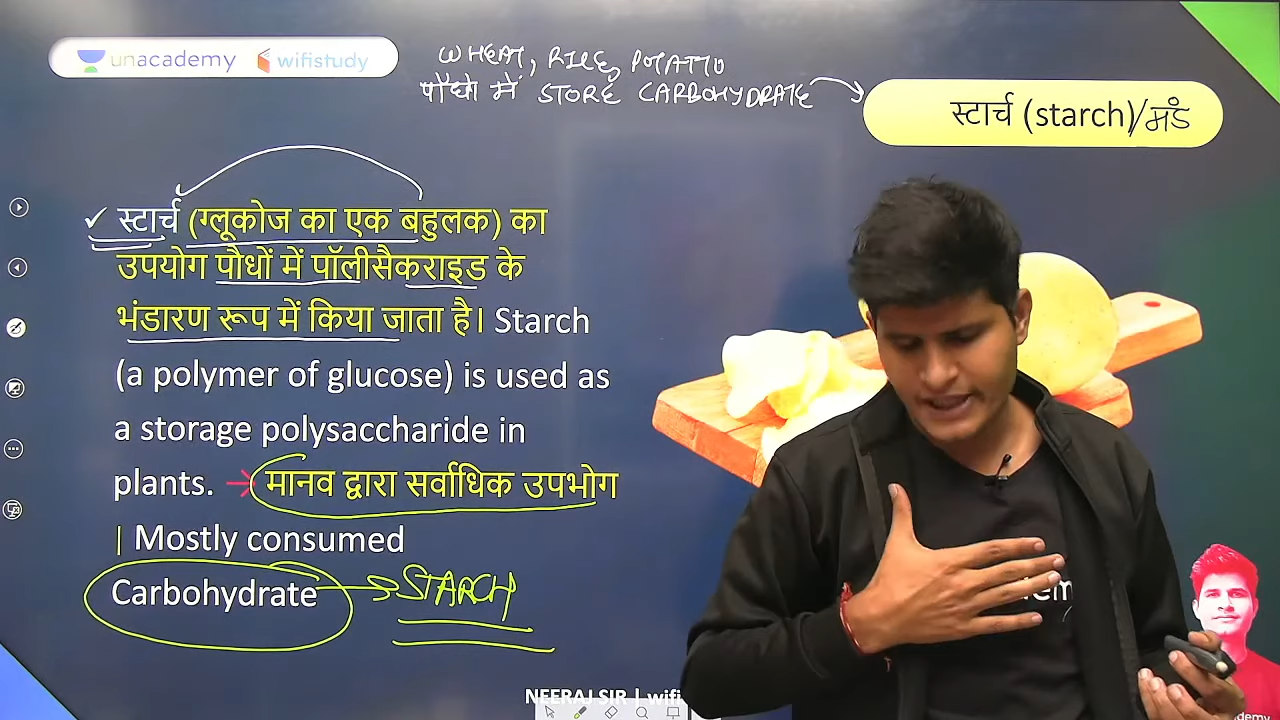 unacademy wifistudy
WHEAT, RICE, POTATTO
पौधो में STORE CARBOHYDRATE
स्टार्च (starch)/मंड
✓ स्टार्च (ग्लूकोज का एक बहुलक) का
उपयोग पौधों में पॉलीसैकराइड के
भंडारण रूप में किया जाता है। Starch
(a polymer of glucose) is used as
a storage polysaccharide in
plants. मानव द्वारा सर्वाधिक उपभोग
| Mostly consumed
Carbohydrate → STARCH
NEERAJ SIR | wifi